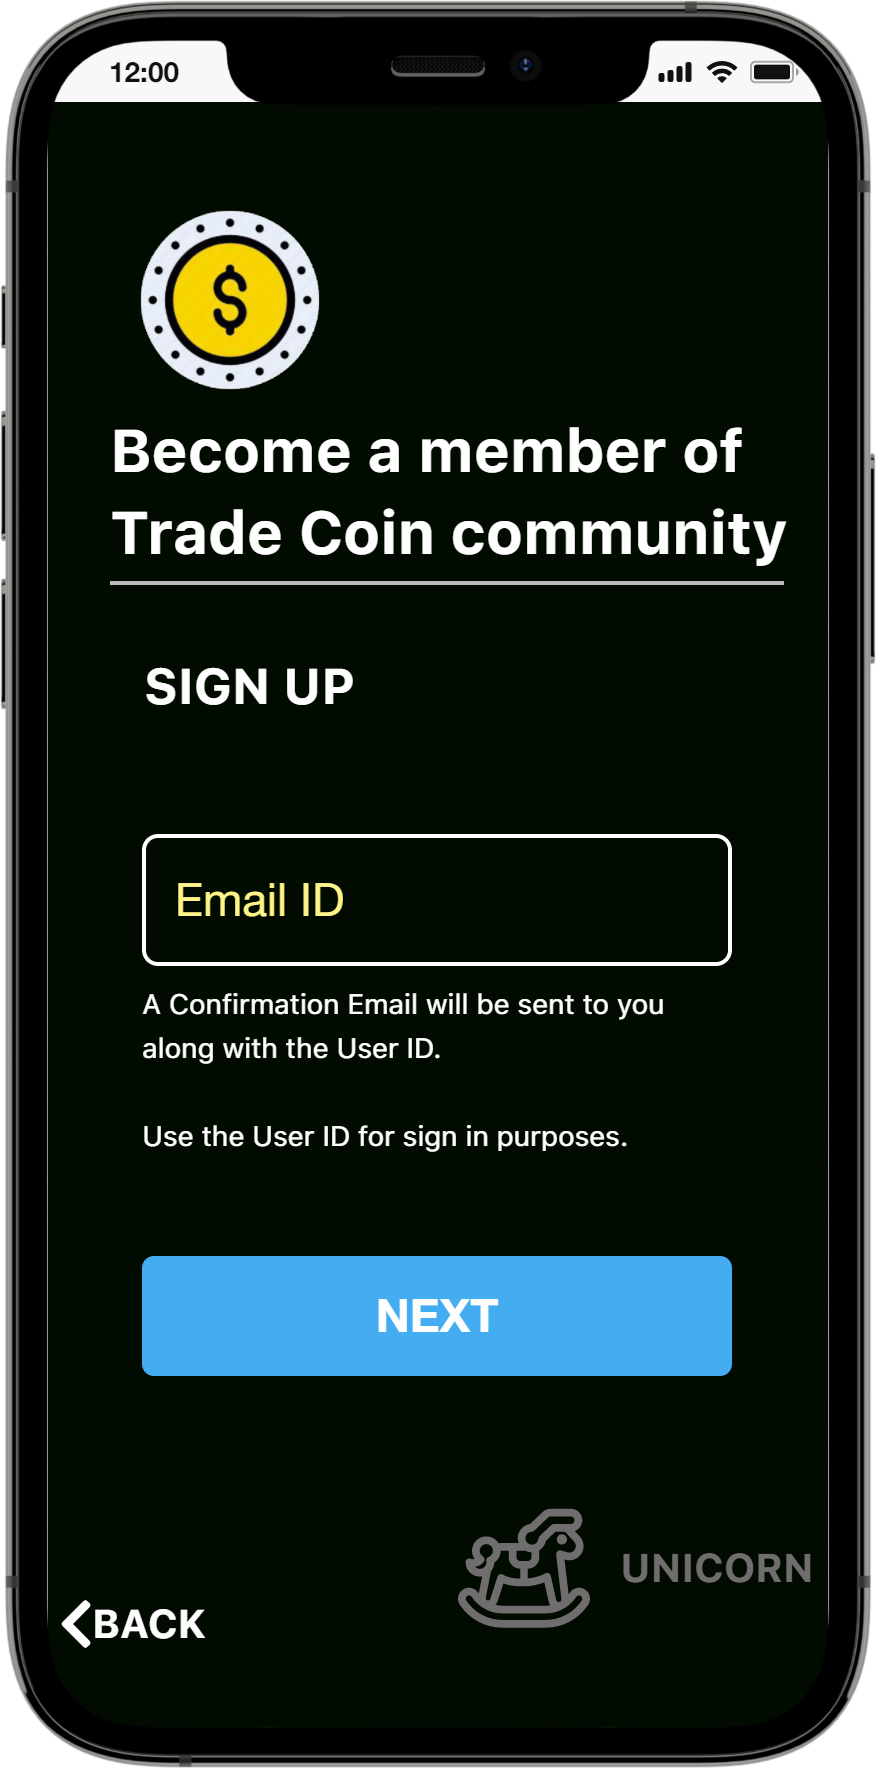 12:00
$
Become a member of
Trade Coin community
SIGN UP
Email ID
A Confirmation Email will be sent to you
along with the User ID.
Use the User ID for sign in purposes.
NEXT
UNICORN
BACK